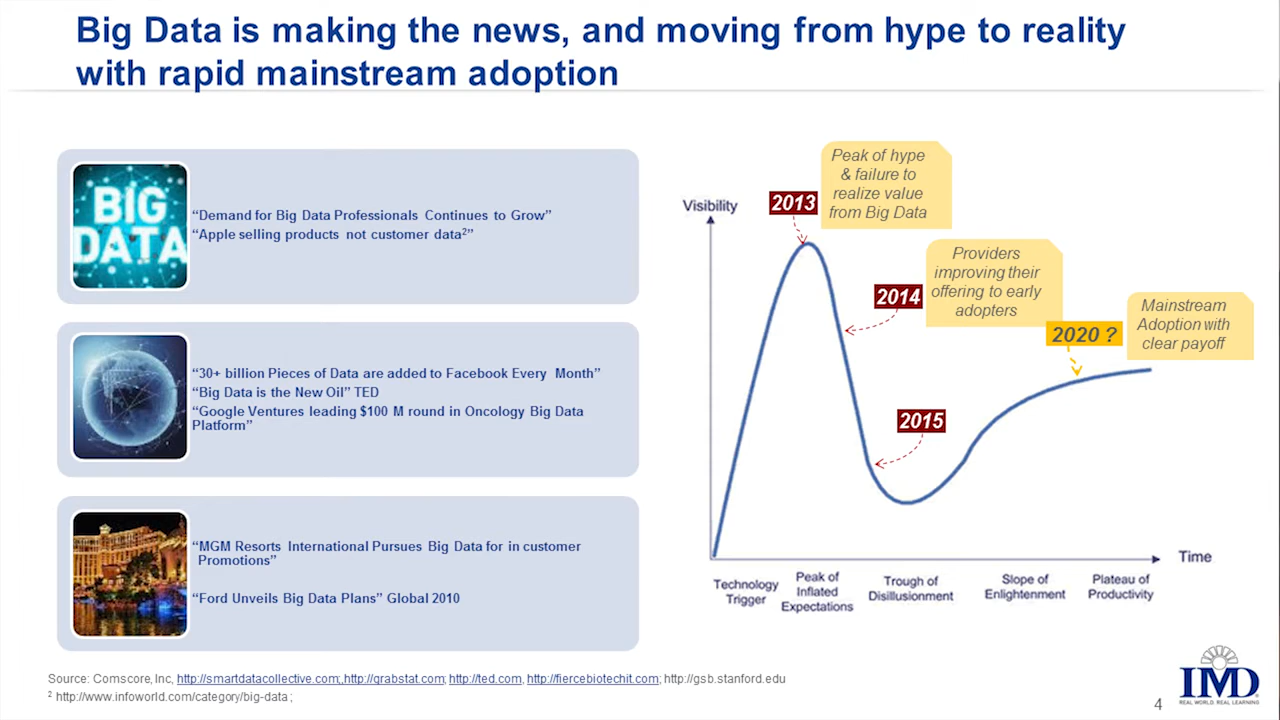 Big Data is making the news, and moving from hype to reality
with rapid mainstream adoption
BIG
DATA
“Demand for Big Data Professionals Continues to Grow”
“Apple selling products not customer data²”
“30+ billion Pieces of Data are added to Facebook Every Month”
“Big Data is the New Oil” TED
“Google Ventures leading $100 M round in Oncology Big Data
Platform”
“MGM Resorts International Pursues Big Data for in customer
Promotions”
“Ford Unveils Big Data Plans” Global 2010
Visibility
2013
Peak of hype
& failure to
realize value
from Big Data
2014
Providers
improving their
offering to early
adopters
2015
2020 ?
Mainstream
Adoption with
clear payoff
Time
Technology
Trigger
Peak of
Inflated
Expectations
Trough of
Disillusionment
Slope of
Enlightenment
Plateau of
Productivity
Source: Comscore, Inc, http://smartdatacollective.com;,http://grabstat.com; http://ted.com, http://fiercebiotechit.com; http://gsb.stanford.edu
² http://www.infoworld.com/category/big-data ;
4
IMD
REAL WORLD. REAL LEARNING